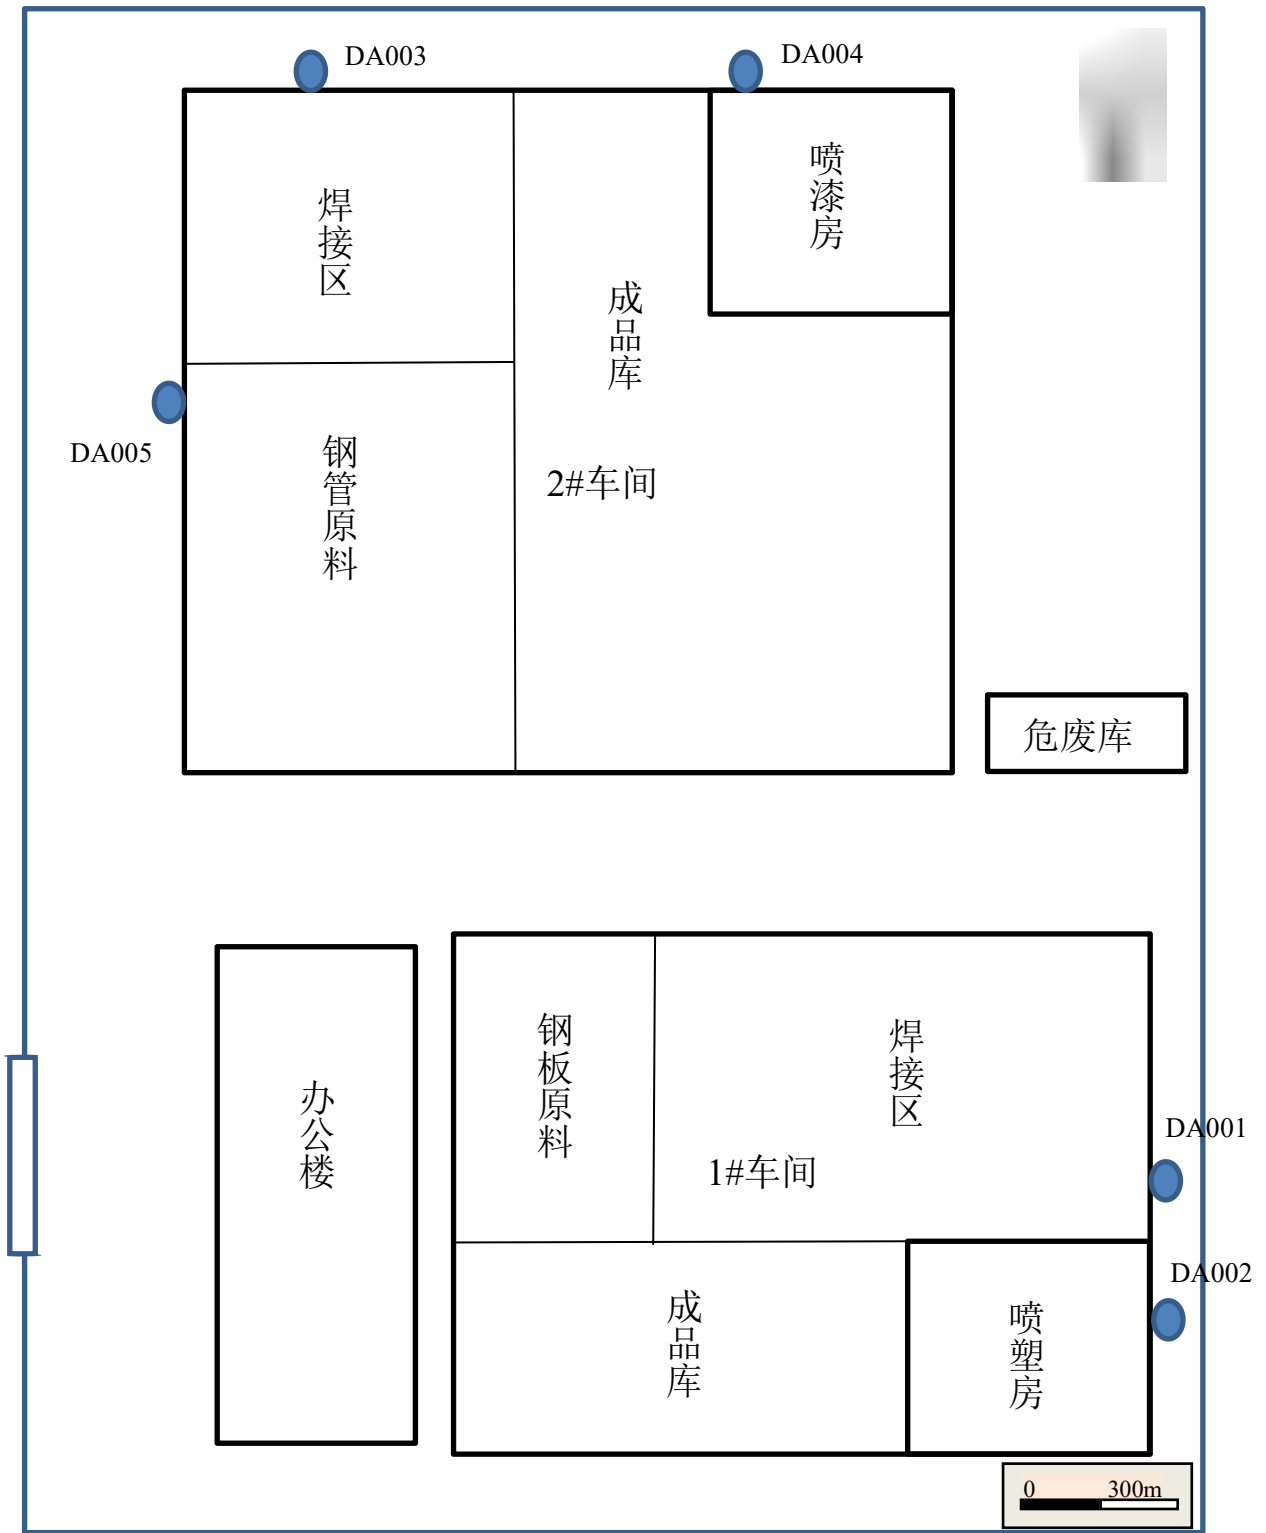 DA003
DA004
焊接区
喷漆房
成品库
DA005
钢管原料
2#车间
危废库
办公楼
钢板原料
焊接区
1#车间
DA001
DA002
成品库
喷塑房
0 300m